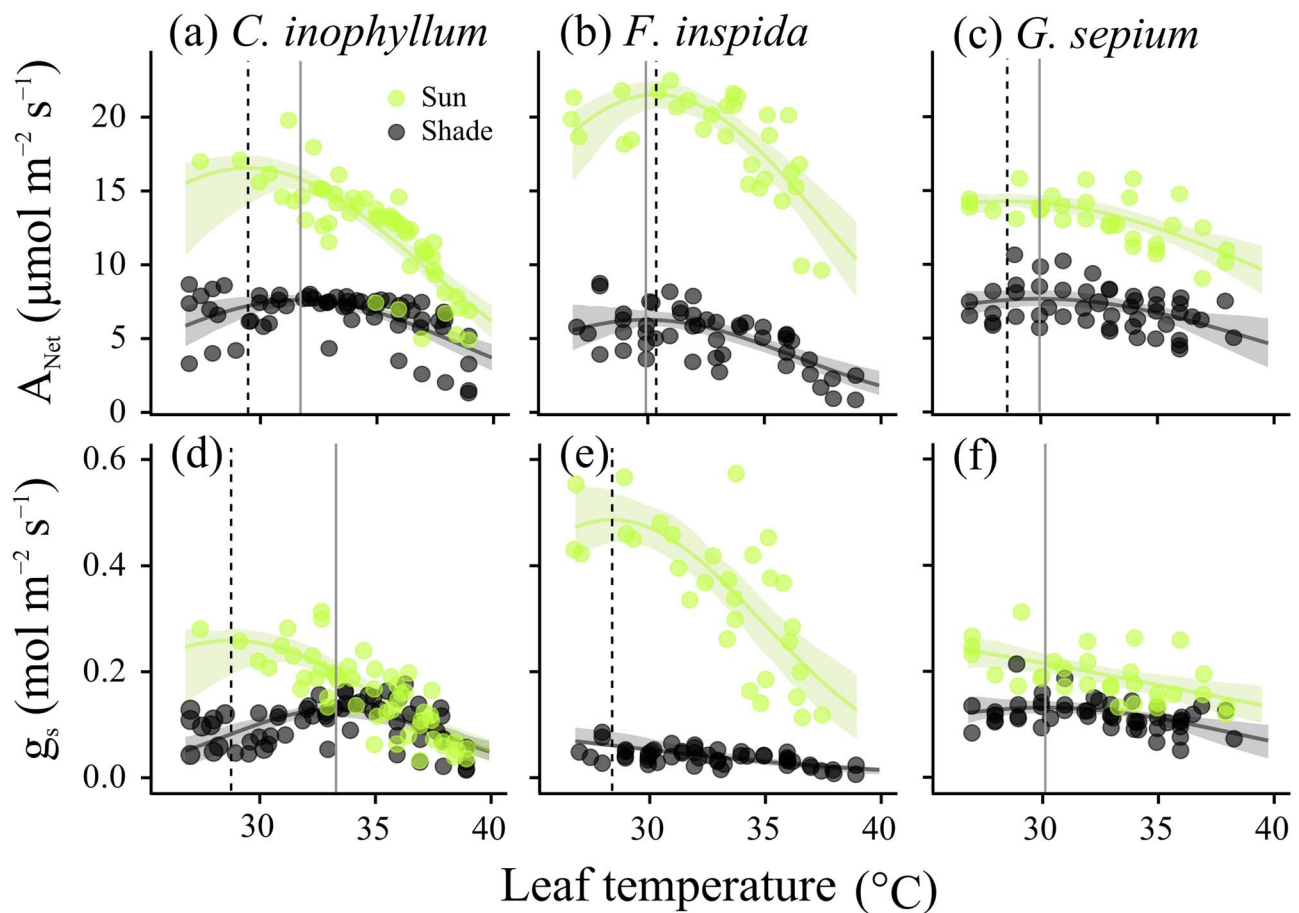 (a) C. inophyllum (b) F. inspida (c) G. sepium
A_Net (μmol m⁻² s⁻¹)
20
15
10
5
0
Sun
Shade
(d) (e) (f)
g_s (mol m⁻² s⁻¹)
0.6
0.4
0.2
0.0
30 35 40 30 35 40 30 35 40
Leaf temperature (°C)